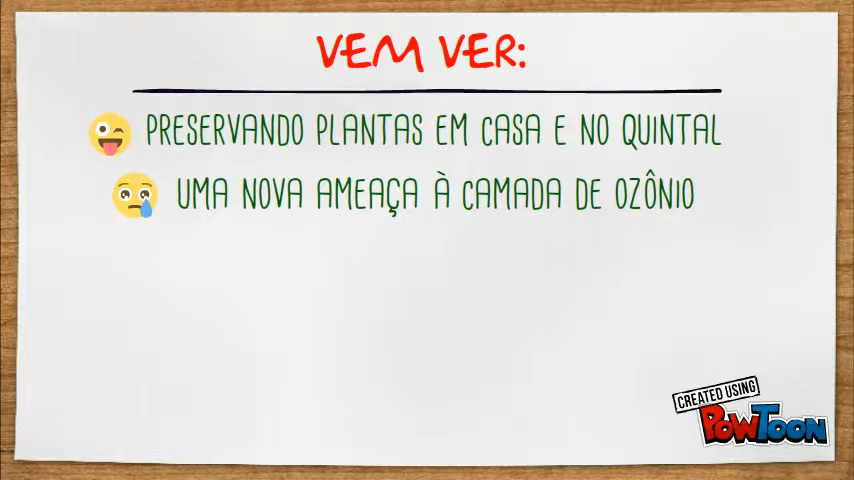 VEM VER:
PRESERVANDO PLANTAS EM CASA E NO QUINTAL
UMA NOVA AMEAÇA À CAMADA DE OZÔNIO
CREATED USING
POWTOON